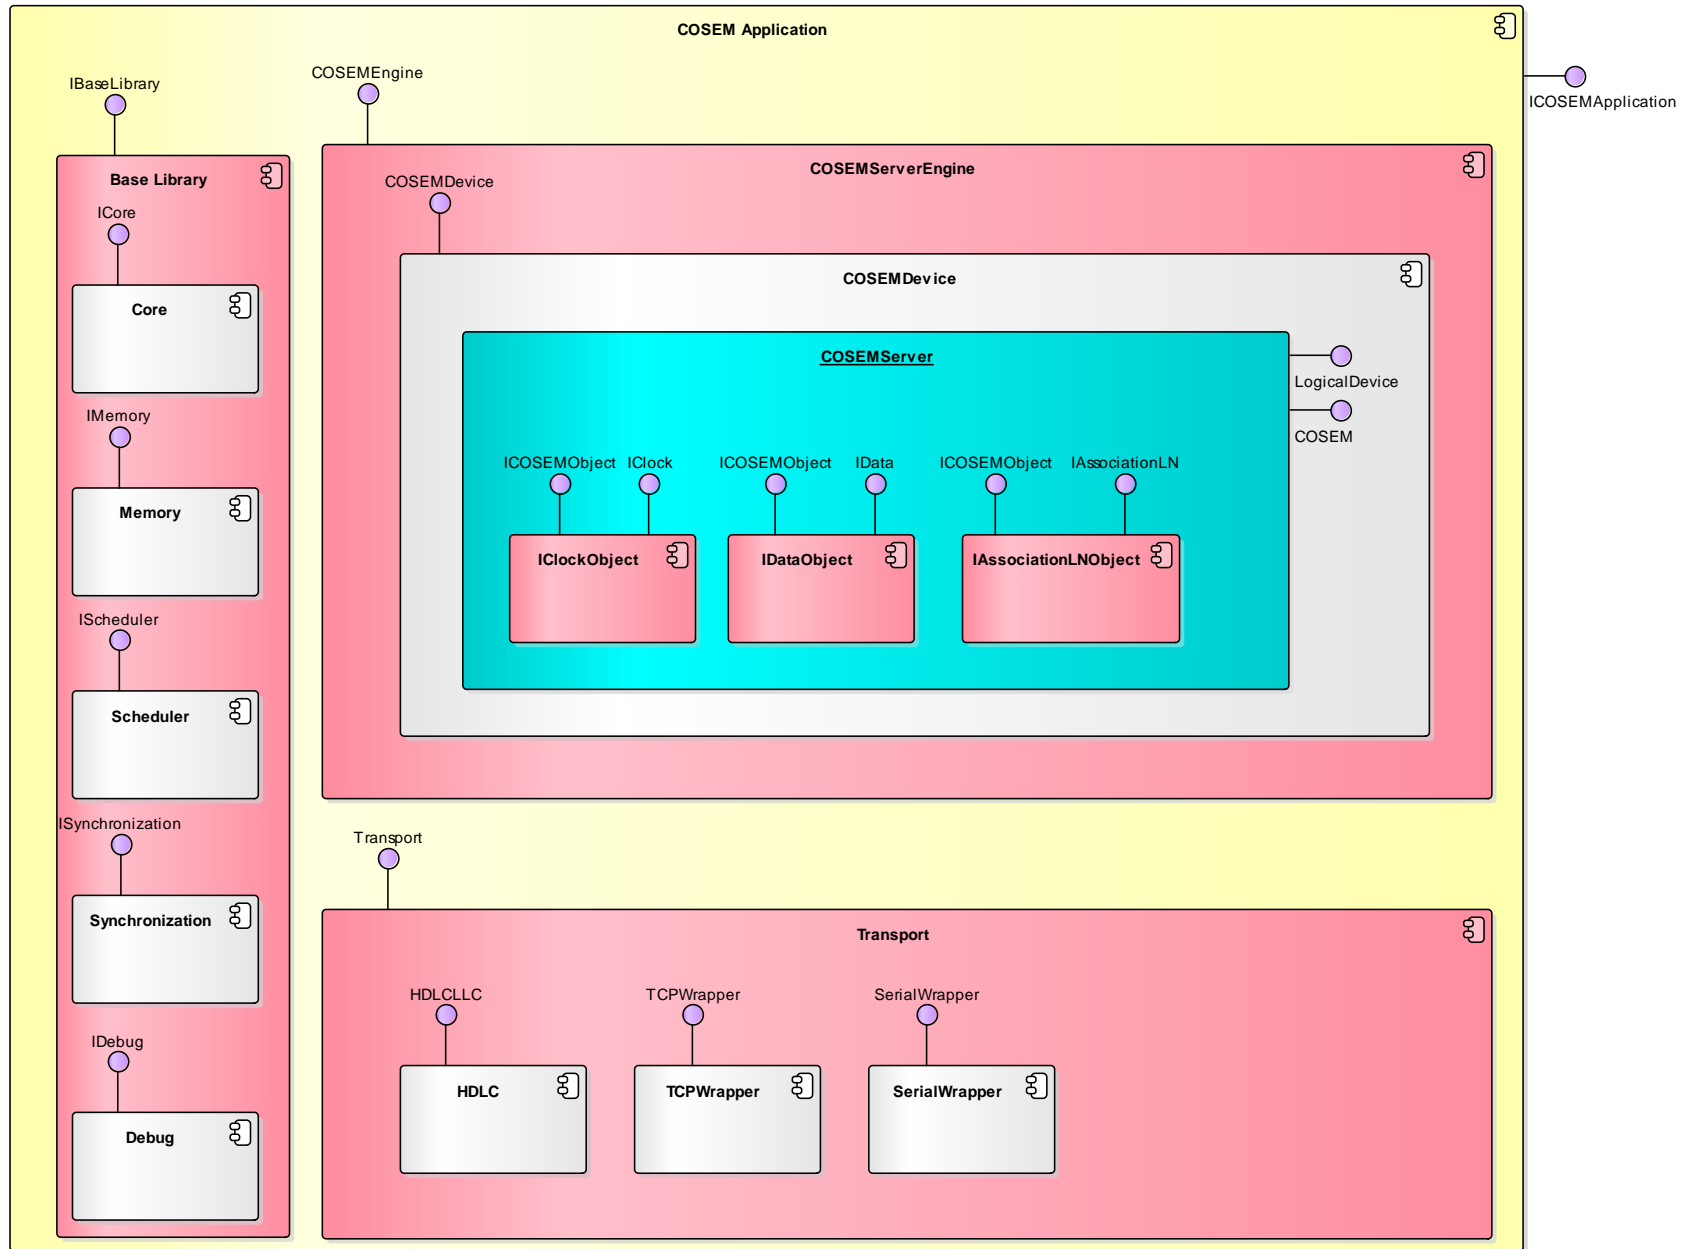 COSEM Application
ICOSEMApplication
IBaseLibrary
Base Library
ICore
Core
IMemory
Memory
IScheduler
Scheduler
ISynchronization
Synchronization
IDebug
Debug
COSEMEngine
COSEMServerEngine
COSEMDevice
COSEMDevice
COSEMServer
LogicalDevice
COSEM
ICOSEMObject IClock
IClockObject
ICOSEMObject IData
IDataObject
ICOSEMObject IAssociationLN
IAssociationLNObject
Transport
Transport
HDLCLLC
HDLC
TCPWrapper
TCPWrapper
SerialWrapper
SerialWrapper